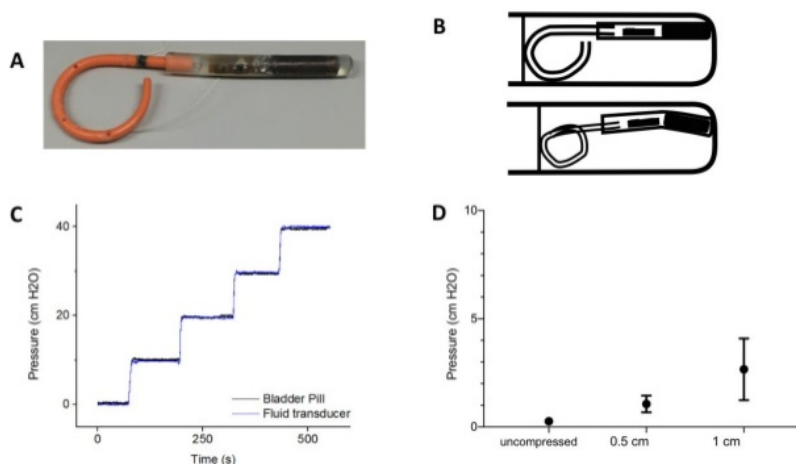 A
B
C
40
20
0
Pressure (cm H2O)
Bladder Pill
Fluid transducer
0
250
500
Time (s)
D
10
5
0
Pressure (cm H2O)
uncompressed
0.5 cm
1 cm